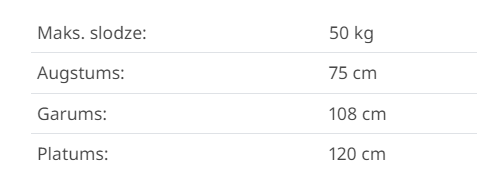 Maks. slodze: 50 kg
Augstums: 75 cm
Garums: 108 cm
Platums: 120 cm